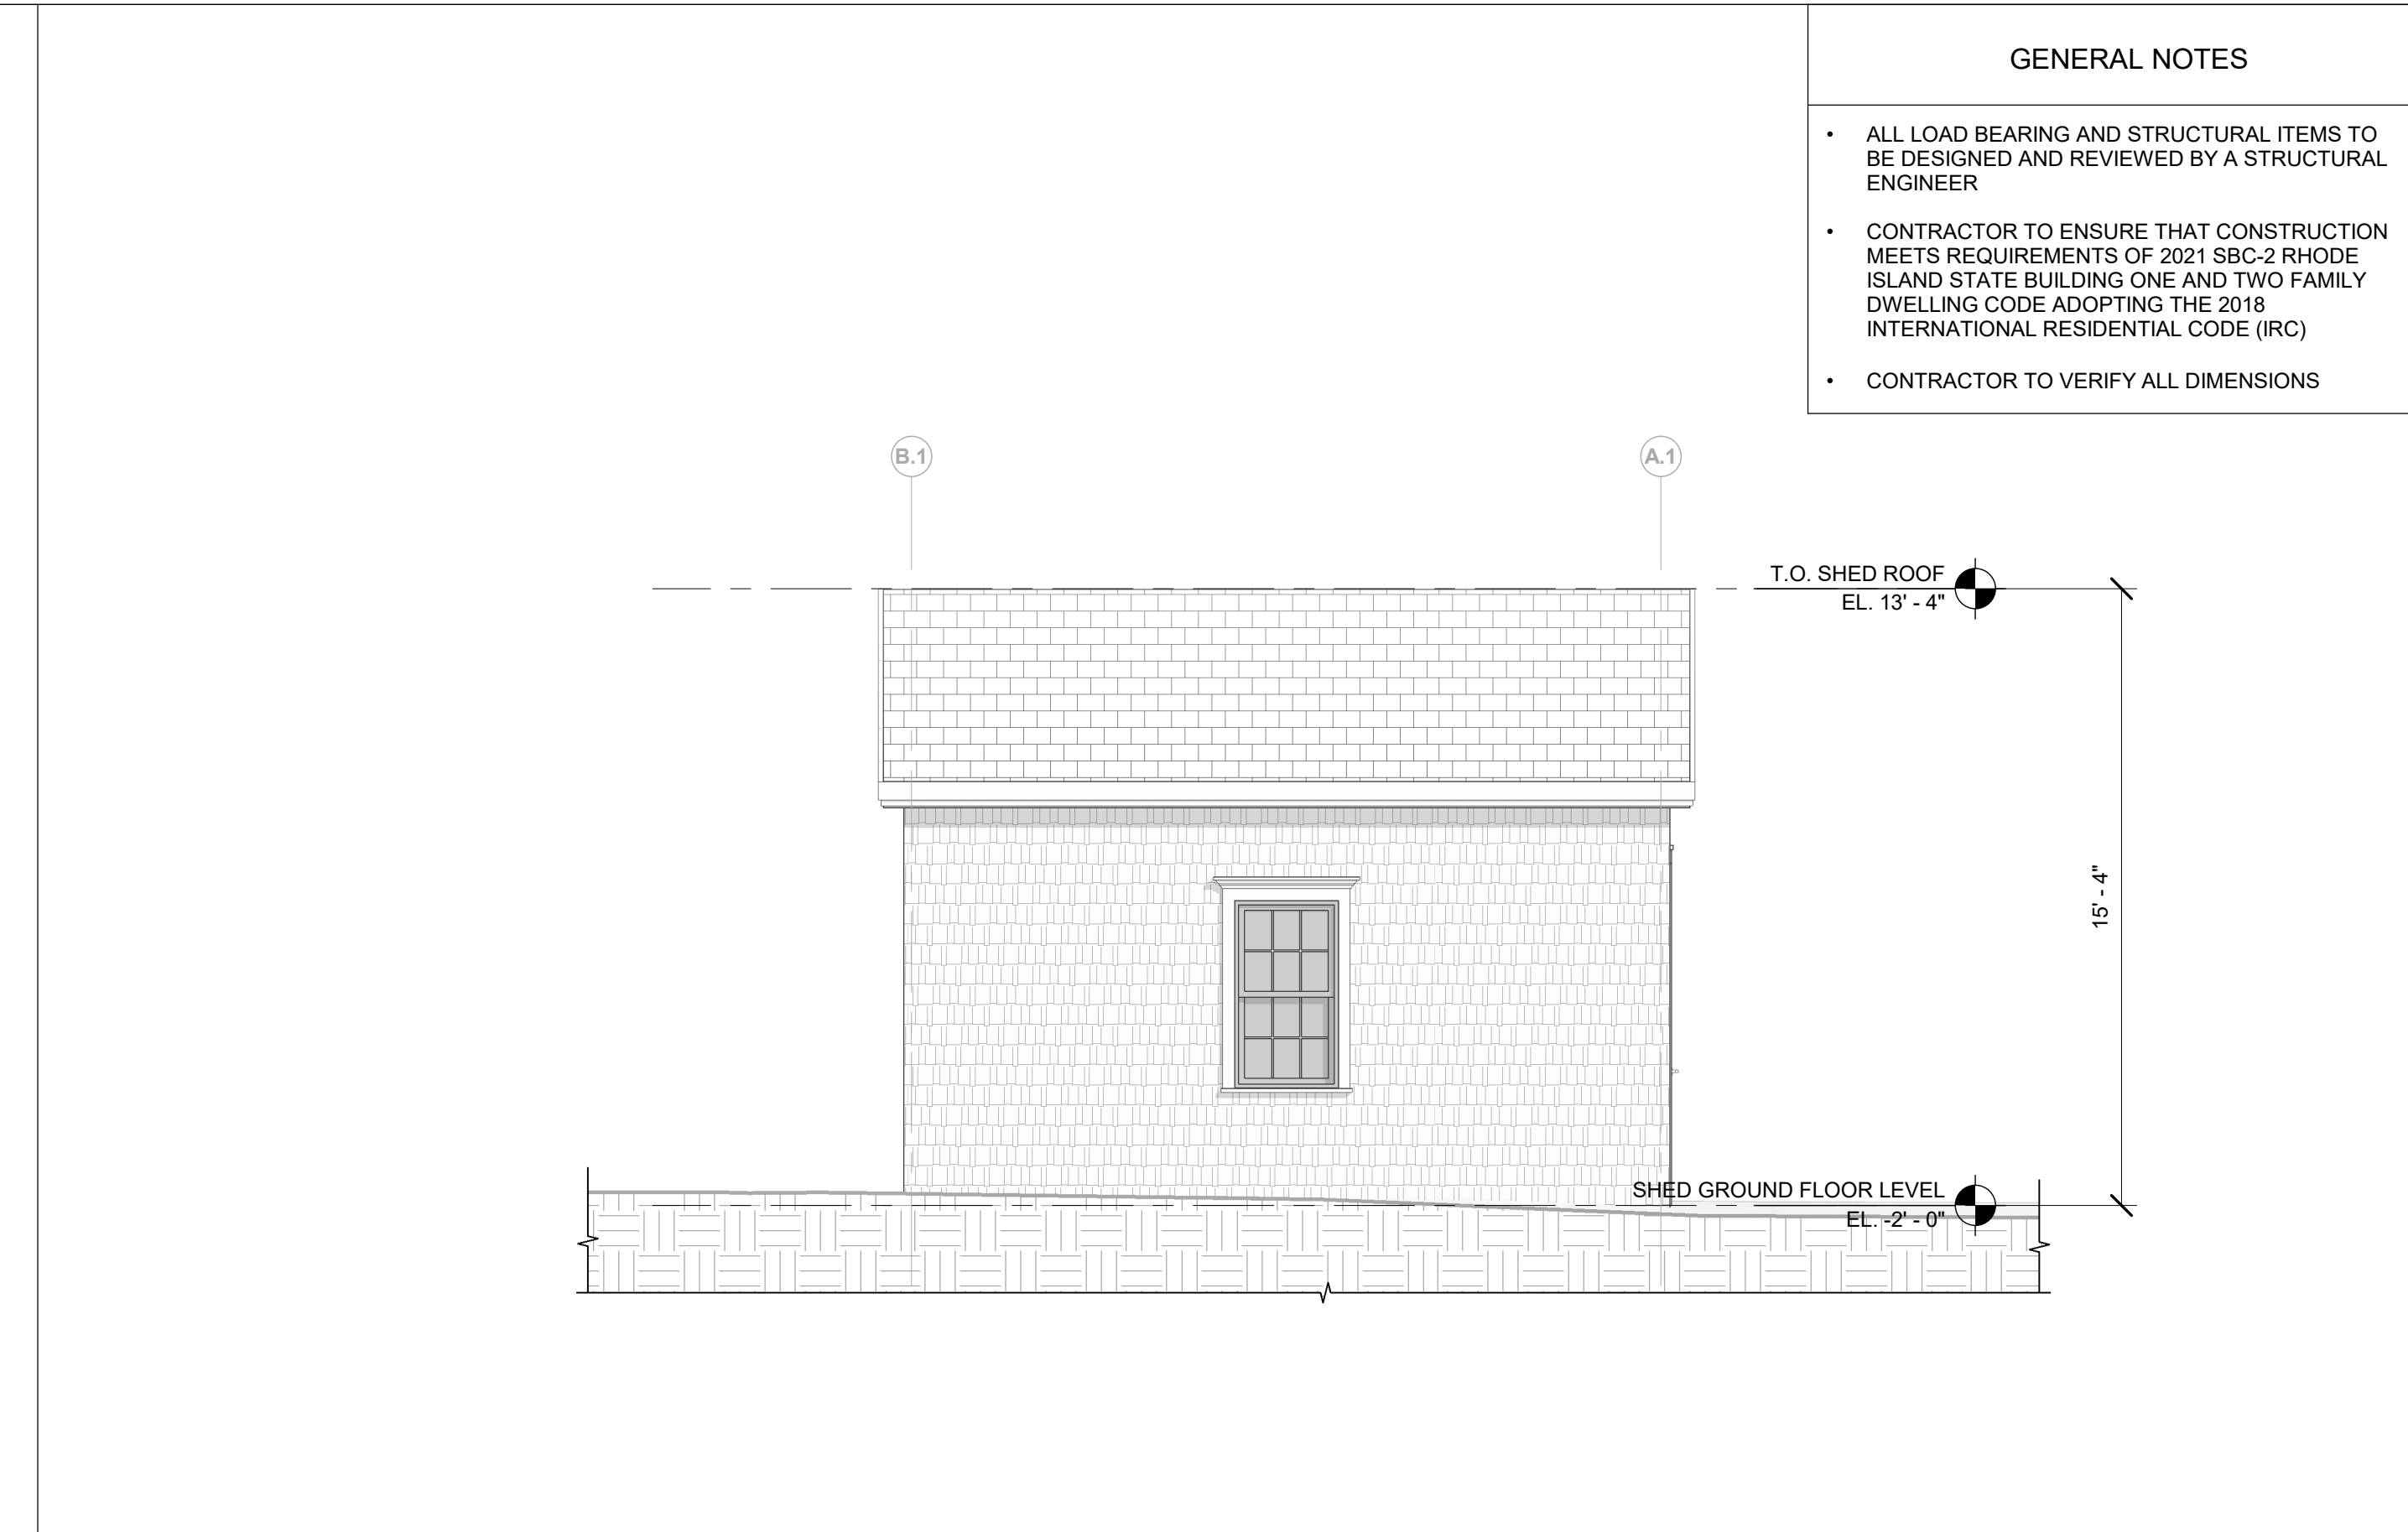 GENERAL NOTES
• ALL LOAD BEARING AND STRUCTURAL ITEMS TO
BE DESIGNED AND REVIEWED BY A STRUCTURAL
ENGINEER
• CONTRACTOR TO ENSURE THAT CONSTRUCTION
MEETS REQUIREMENTS OF 2021 SBC-2 RHODE
ISLAND STATE BUILDING ONE AND TWO FAMILY
DWELLING CODE ADOPTING THE 2018
INTERNATIONAL RESIDENTIAL CODE (IRC)
• CONTRACTOR TO VERIFY ALL DIMENSIONS
B.1
A.1
T.O. SHED ROOF
EL. 13' - 4"
15' - 4"
SHED GROUND FLOOR LEVEL
EL. -2' - 0"